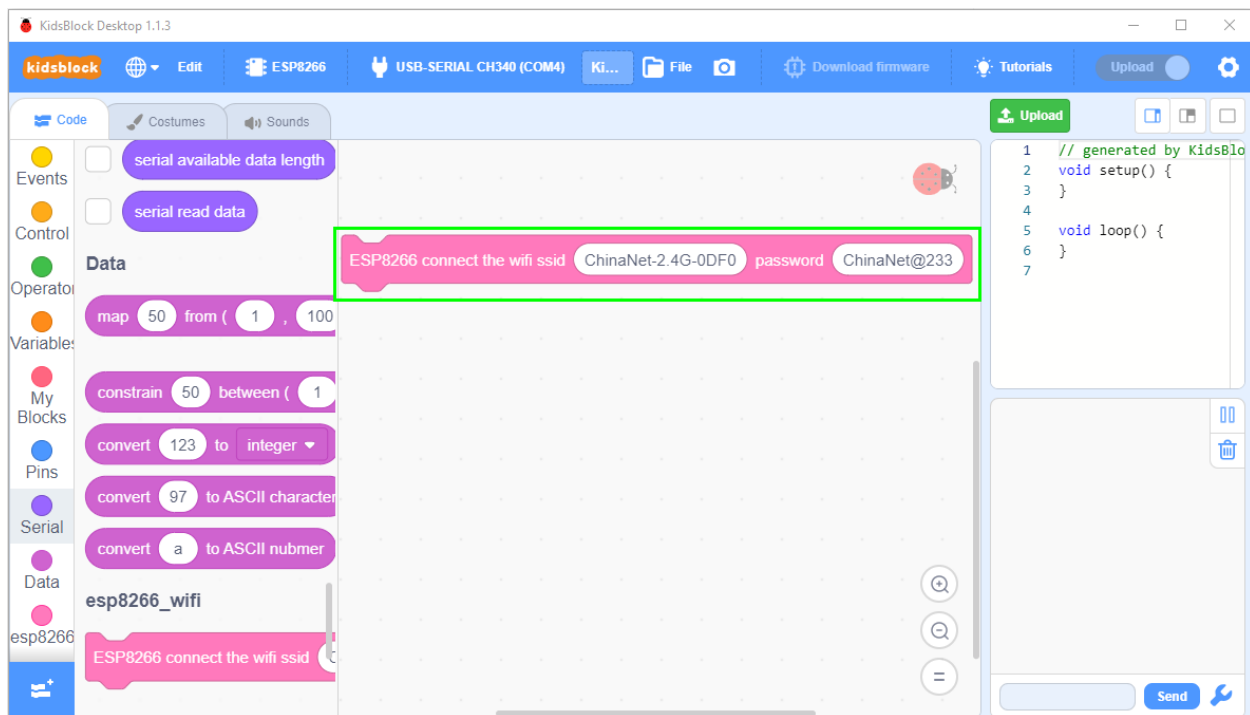 KidsBlock Desktop 1.1.3
kidsblock Edit ESP8266 USB-SERIAL CH340 (COM4) Ki... File Download firmware Tutorials Upload
Code Costumes Sounds
Upload
Events
Control
Operator
Variables
My
Blocks
Pins
Serial
Data
esp8266
serial available data length
serial read data
Data
map 50 from ( 1 , 100
constrain 50 between ( 1
convert 123 to integer
convert 97 to ASCII character
convert a to ASCII nubmer
esp8266_wifi
ESP8266 connect the wifi ssid
ESP8266 connect the wifi ssid ChinaNet-2.4G-0DF0 password ChinaNet@233
1 // generated by KidsBlo
2 void setup() {
3 }
4
5 void loop() {
6 }
7
Send